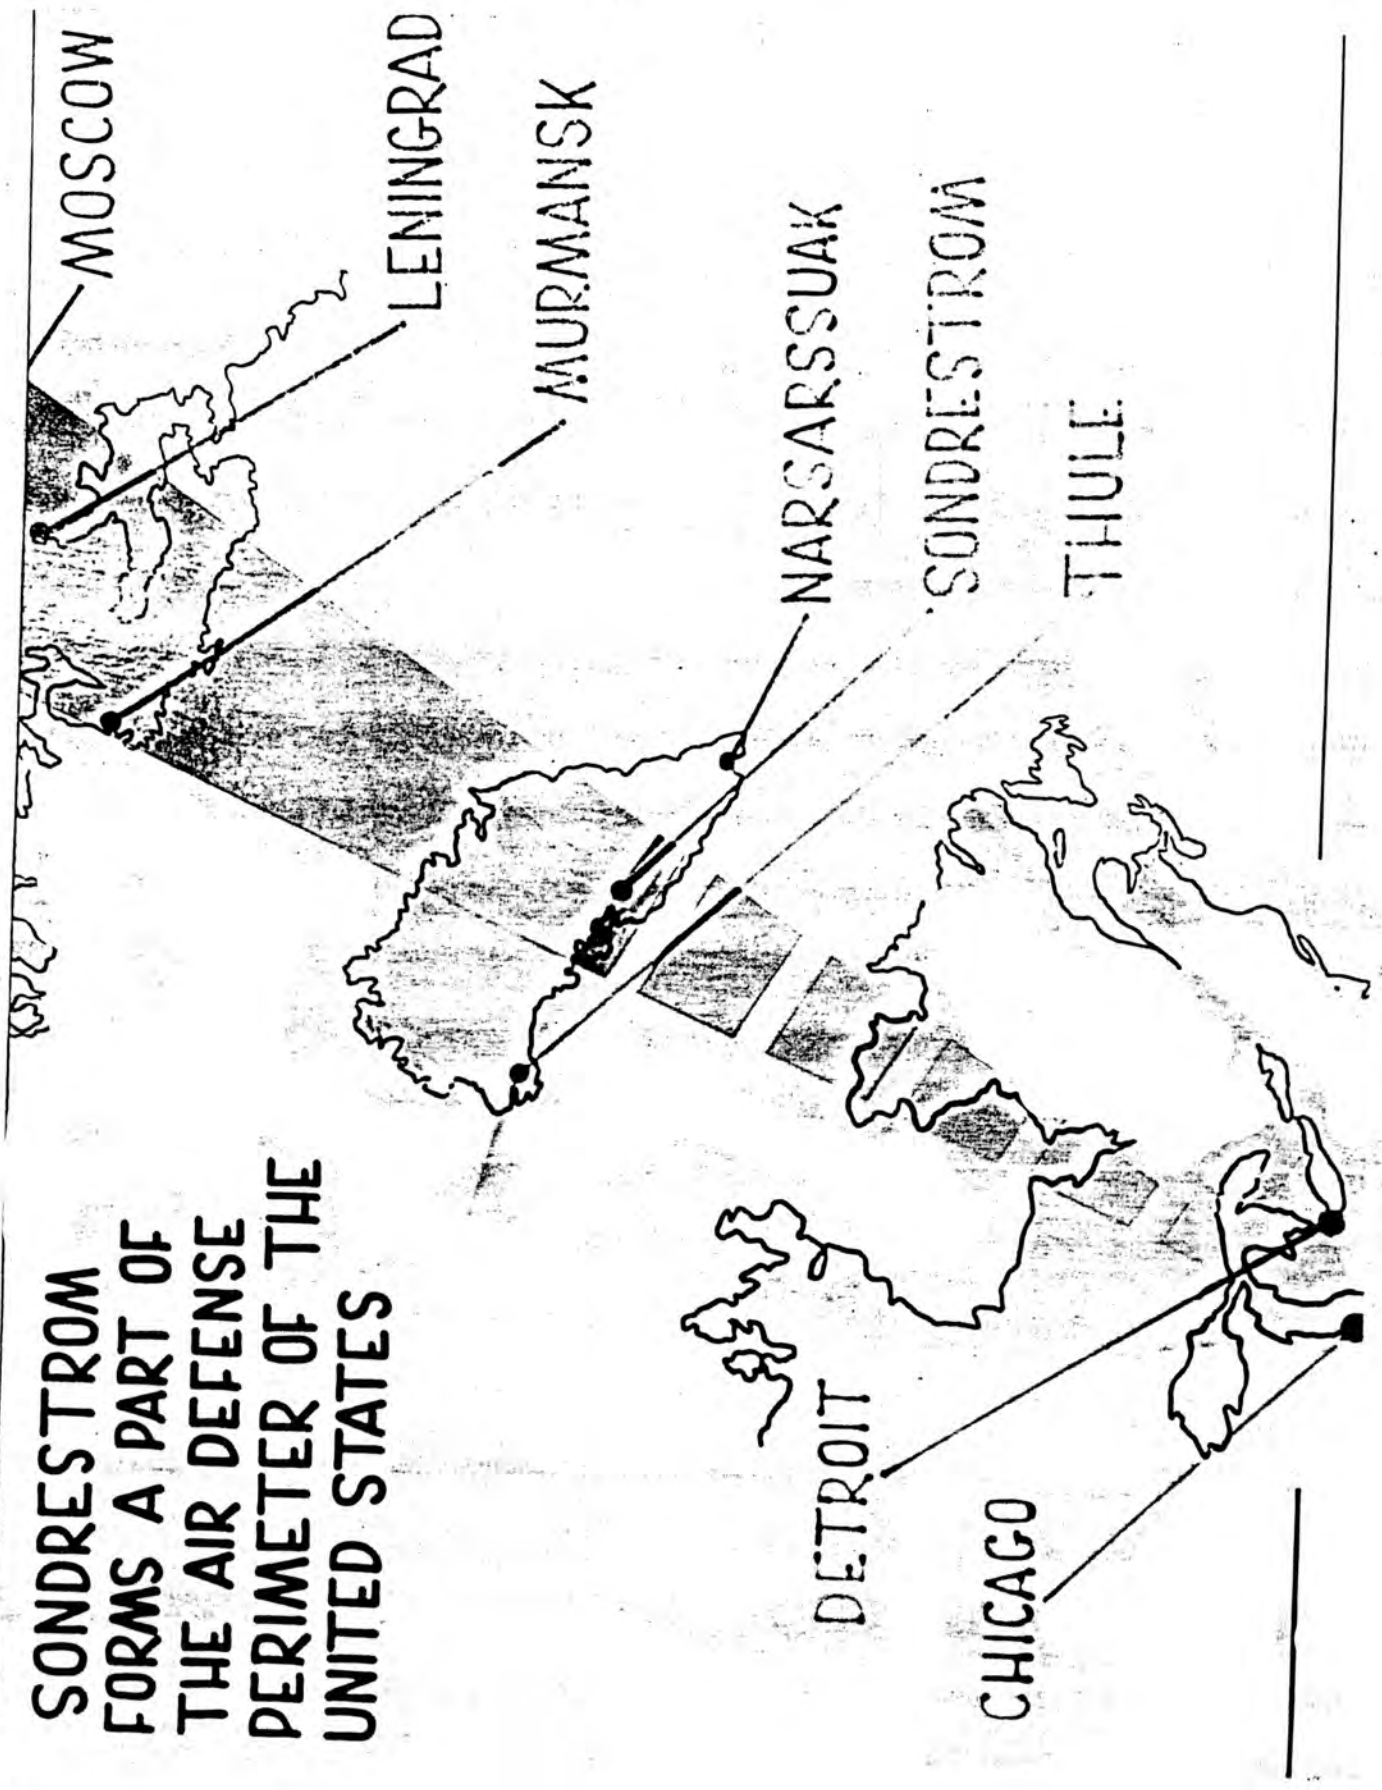 SONDRESTROM
FORMS A PART OF
THE AIR DEFENSE
PERIMETER OF THE
UNITED STATES
MOSCOW
LENINGRAD
MURMANSK
NARSARSSUAK
SONDRESTROM
THULE
DETROIT
CHICAGO